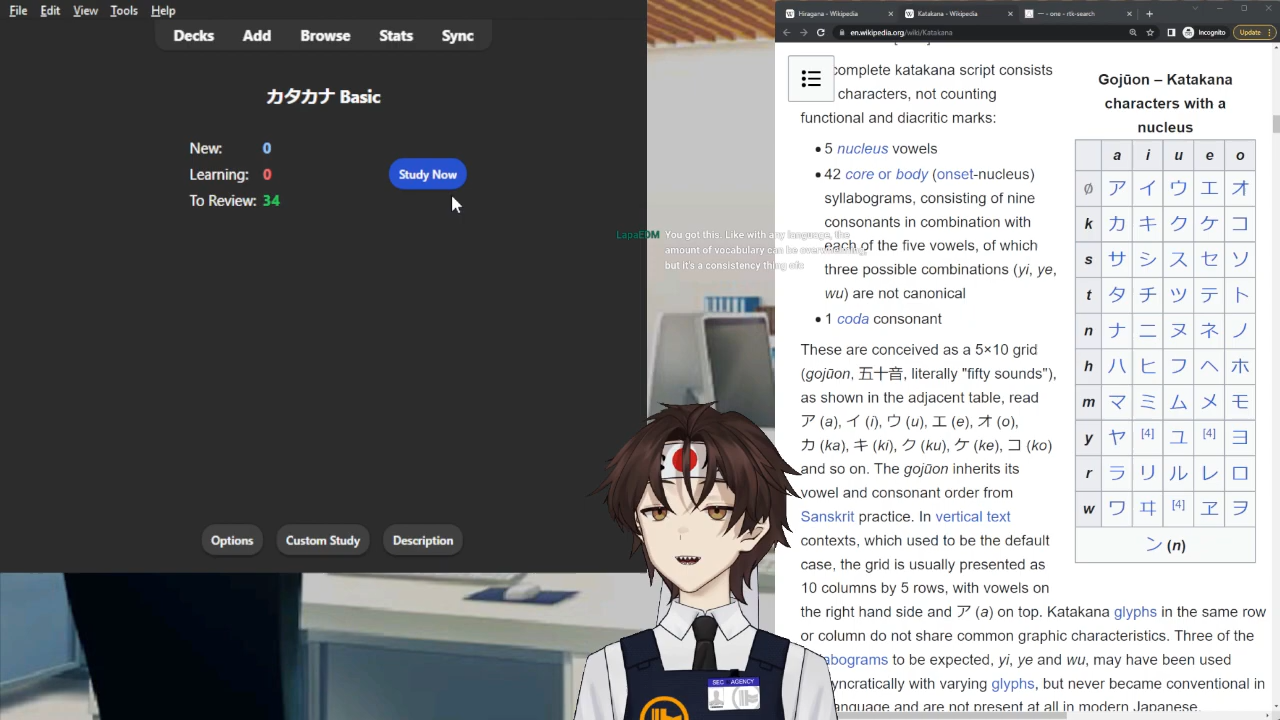 File Edit View Tools Help
Decks Add Browse Stats Sync
カタカナ Basic
New: 0
Learning: 0
To Review: 34
Study Now
Options Custom Study Description
LapaEDM You got this. Like with any language, the
amount of vocabulary can be overwhelming,
but it's a consistency thing ofc
SEC AGENCY
Hiragana - Wikipedia
Katakana - Wikipedia
一 - one - rtk-search
en.wikipedia.org/wiki/Katakana
Incognito
Update
complete katakana script consists
characters, not counting
functional and diacritic marks:
• 5 nucleus vowels
• 42 core or body (onset-nucleus)
syllabograms, consisting of nine
consonants in combination with
each of the five vowels, of which
three possible combinations (yi, ye,
wu) are not canonical
• 1 coda consonant
These are conceived as a 5×10 grid
(gojūon, 五十音, literally "fifty sounds"),
as shown in the adjacent table, read
ア (a), イ (i), ウ (u), エ (e), オ (o),
カ (ka), キ (ki), ク (ku), ケ (ke), コ (ko)
and so on. The gojūon inherits its
vowel and consonant order from
Sanskrit practice. In vertical text
contexts, which used to be the default
case, the grid is usually presented as
10 columns by 5 rows, with vowels on
the right hand side and ア (a) on top. Katakana glyphs in the same row
or column do not share common graphic characteristics. Three of the
to be expected, yi, ye and wu, may have been used
with varying glyphs, but never became conventional in
and are not present at all in modern Japanese.
Gojūon – Katakana
characters with a
nucleus
a i u e o
∅ ア イ ウ エ オ
k カ キ ク ケ コ
s サ シ ス セ ソ
t タ チ ツ テ ト
n ナ ニ ヌ ネ ノ
h ハ ヒ フ ヘ ホ
m マ ミ ム メ モ
y ヤ [4] ユ [4] ヨ
r ラ リ ル レ ロ
w ワ ヰ [4] ヱ ヲ
ン (n)